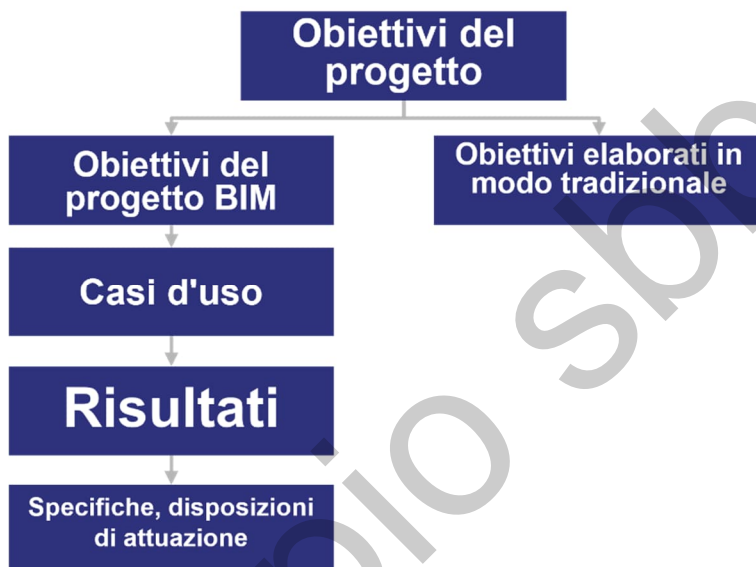 Obiettivi del
progetto
Obiettivi del
progetto BIM
Obiettivi elaborati in
modo tradizionale
Casi d'uso
Risultati
Specifiche, disposizioni
di attuazione